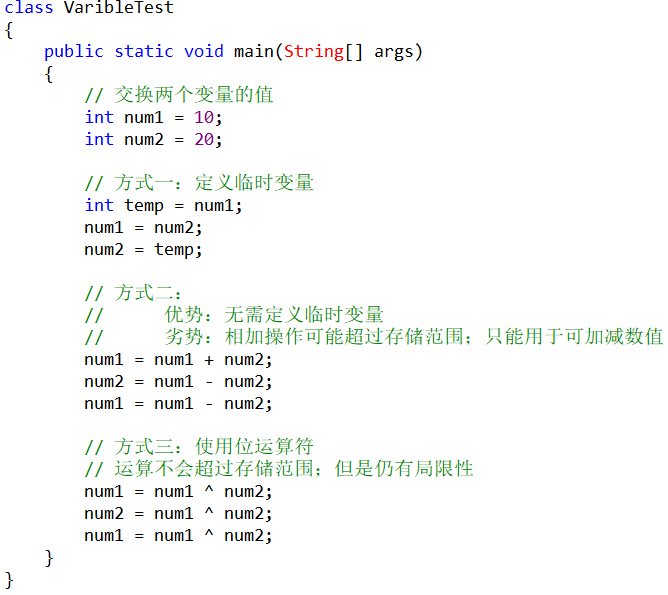 class VaribleTest
{
    public static void main(String[] args)
    {
        // 交换两个变量的值
        int num1 = 10;
        int num2 = 20;

        // 方式一：定义临时变量
        int temp = num1;
        num1 = num2;
        num2 = temp;

        // 方式二：
        //      优势：无需定义临时变量
        //      劣势：相加操作可能超过存储范围；只能用于可加减数值
        num1 = num1 + num2;
        num2 = num1 - num2;
        num1 = num1 - num2;

        // 方式三：使用位运算符
        // 运算不会超过存储范围；但是仍有局限性
        num1 = num1 ^ num2;
        num2 = num1 ^ num2;
        num1 = num1 ^ num2;
    }
}